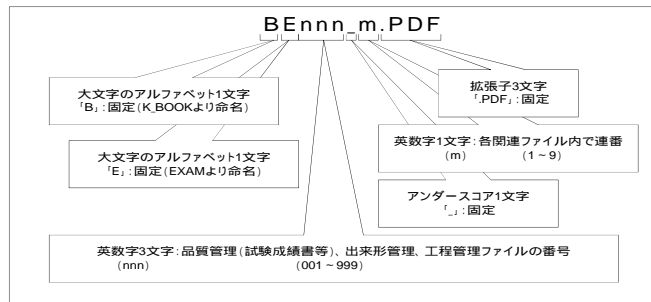 BEnnn_m.PDF
大文字のアルファベット1文字
「B」:固定(K_BOOKより命名)
拡張子3文字
「.PDF」:固定
英数字1文字:各関連ファイル内で連番
(m) (1~9)
大文字のアルファベット1文字
「E」:固定(EXAMより命名)
アンダースコア1文字
「_」:固定
英数字3文字:品質管理(試験成績書等)、出来形管理、工程管理ファイルの番号
(nnn) (001~999)